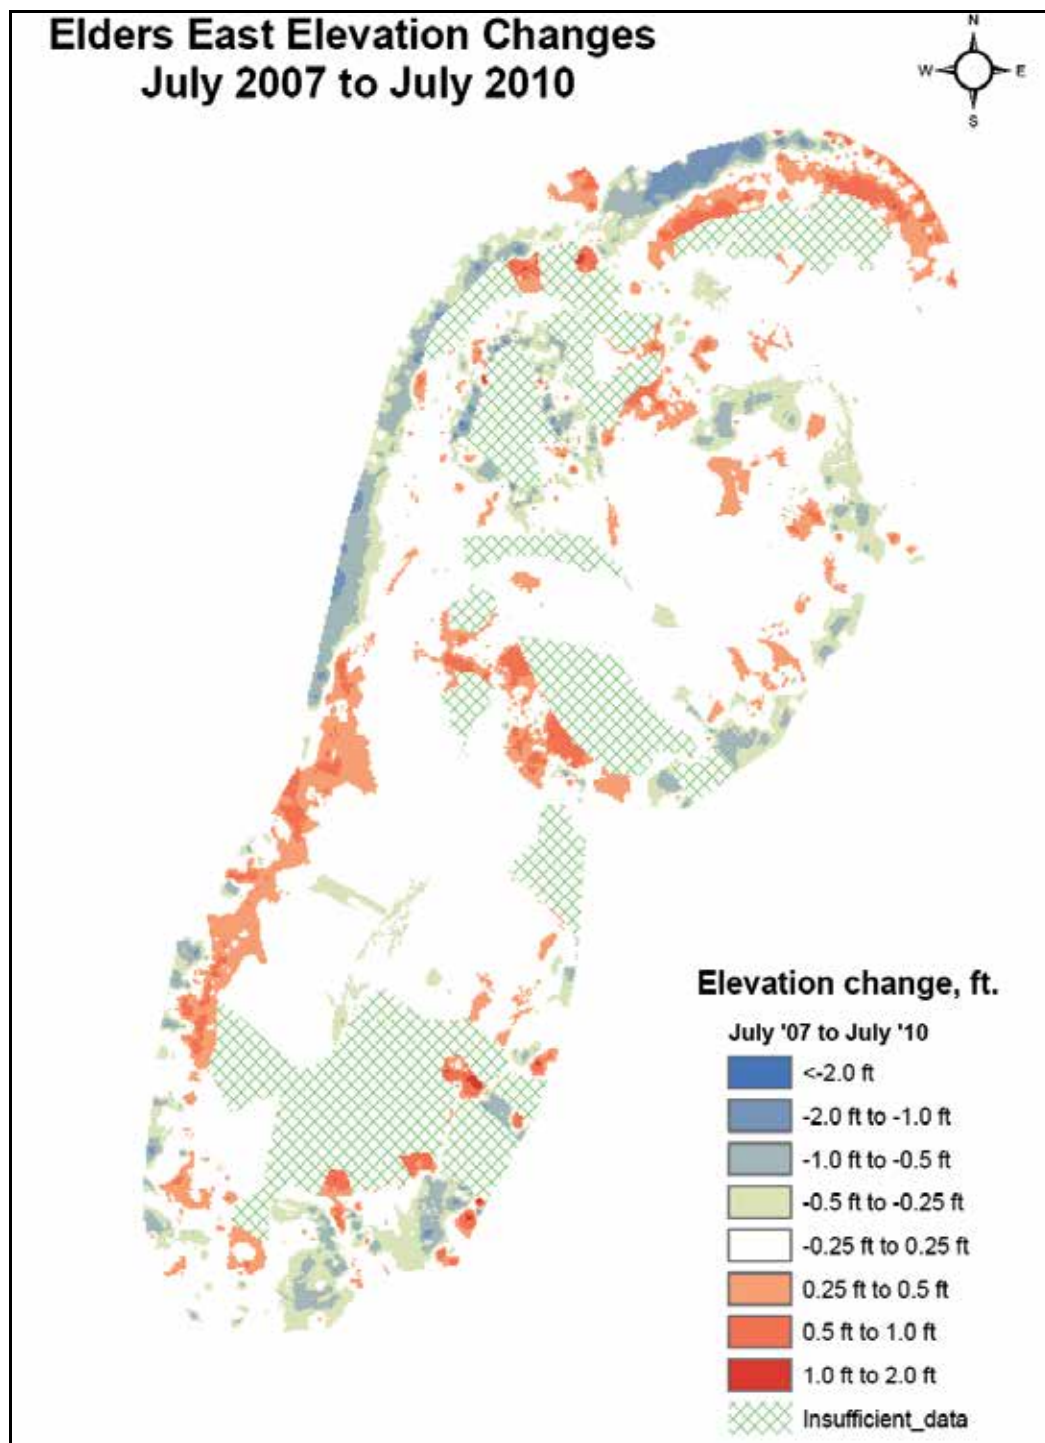 Elders East Elevation Changes
July 2007 to July 2010
N
W
E
S
Elevation change, ft.
July '07 to July '10
<-2.0 ft
-2.0 ft to -1.0 ft
-1.0 ft to -0.5 ft
-0.5 ft to -0.25 ft
-0.25 ft to 0.25 ft
0.25 ft to 0.5 ft
0.5 ft to 1.0 ft
1.0 ft to 2.0 ft
Insufficient_data